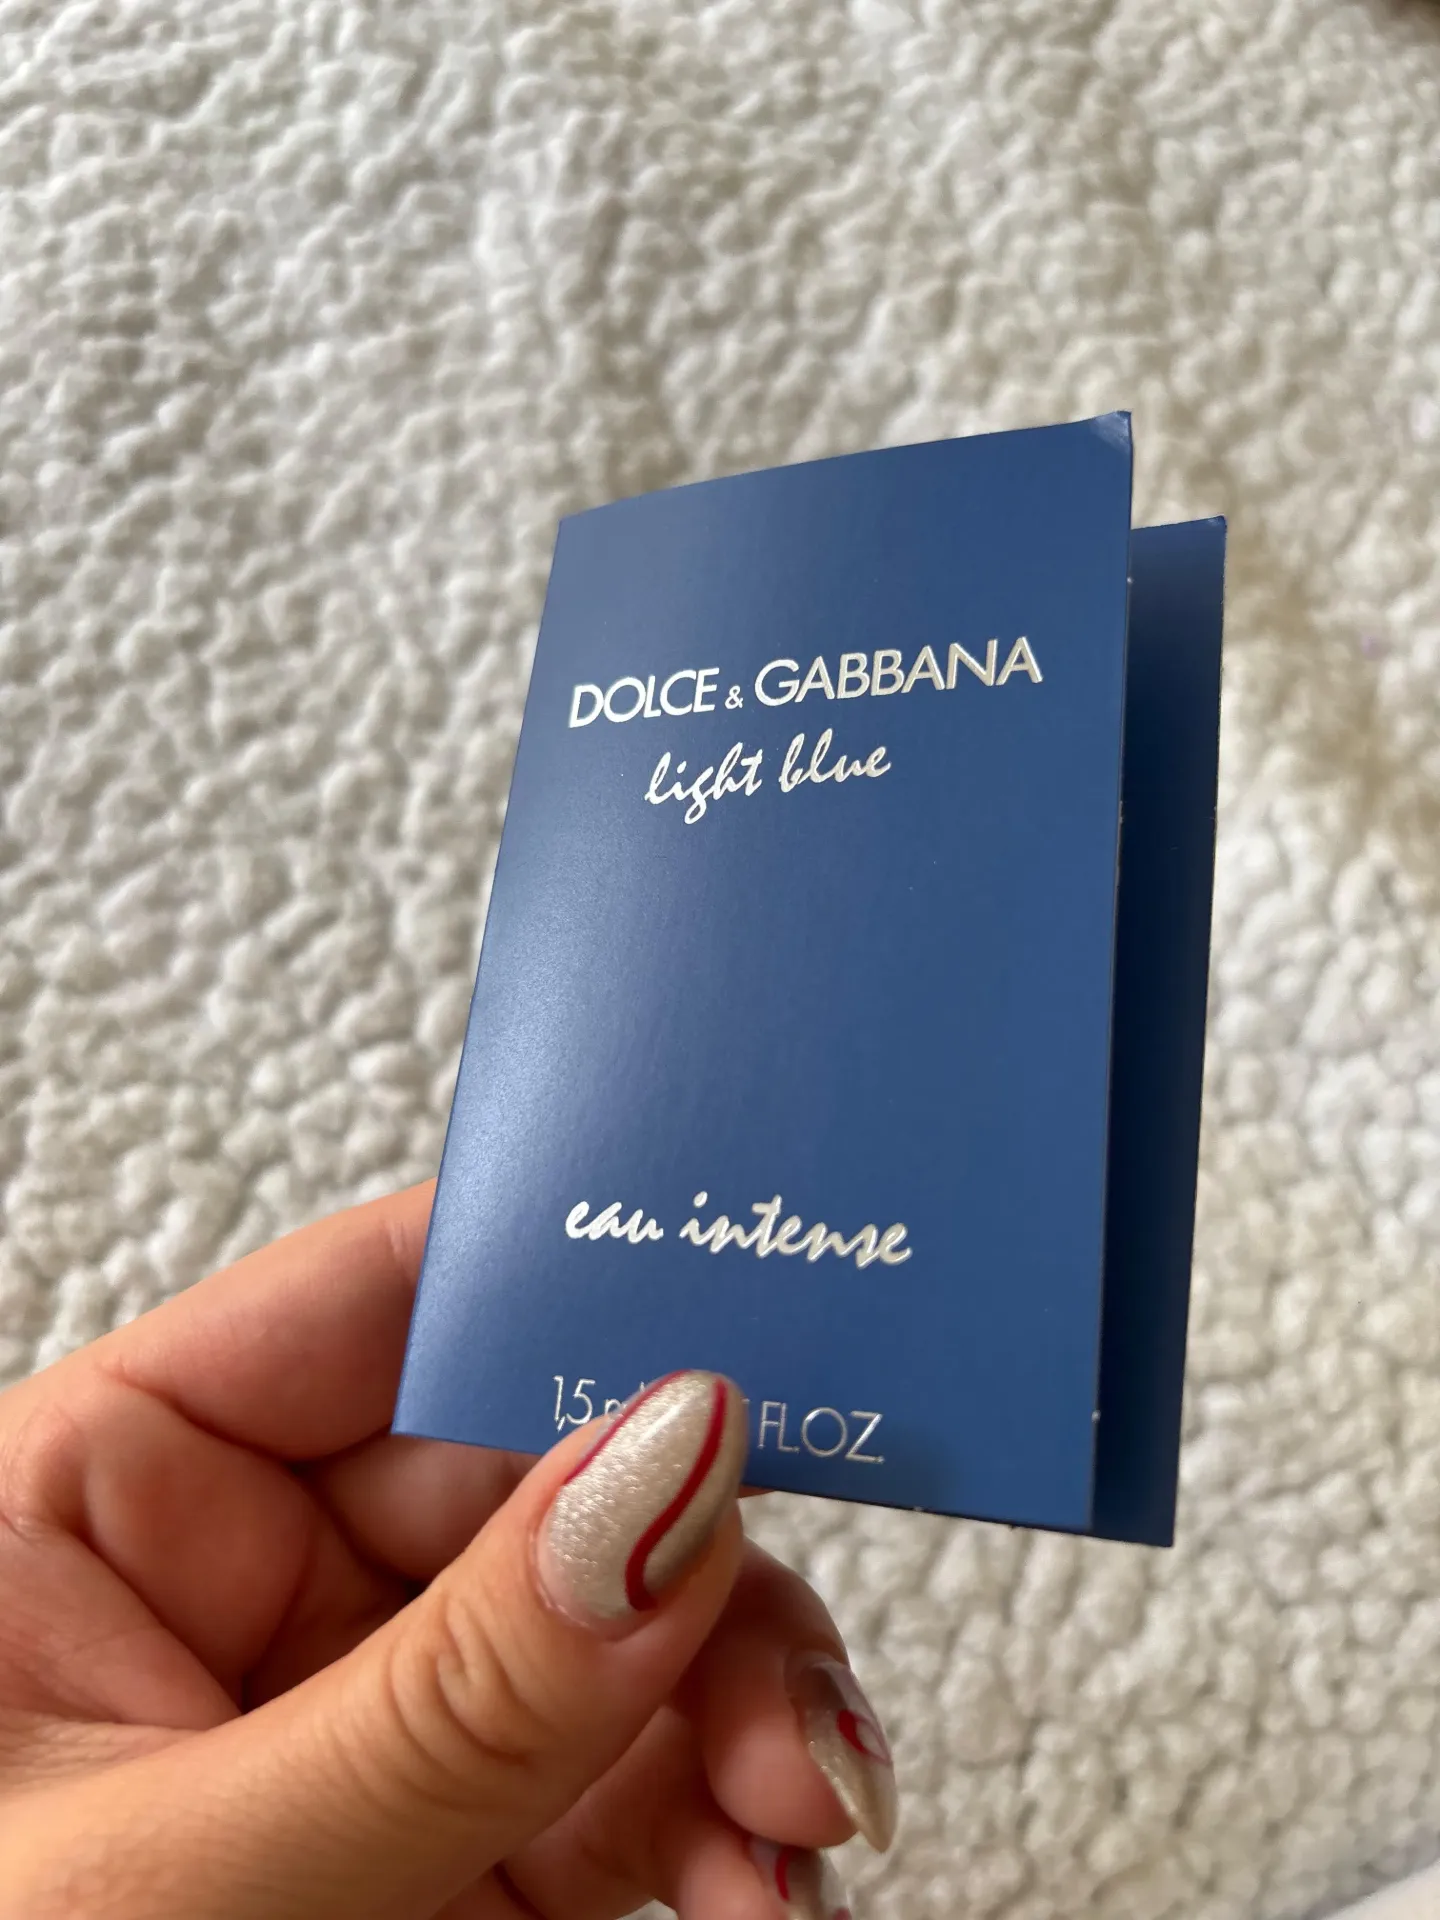 DOLCE & GABBANA
light blue
eau intense
1,5 FL.OZ.